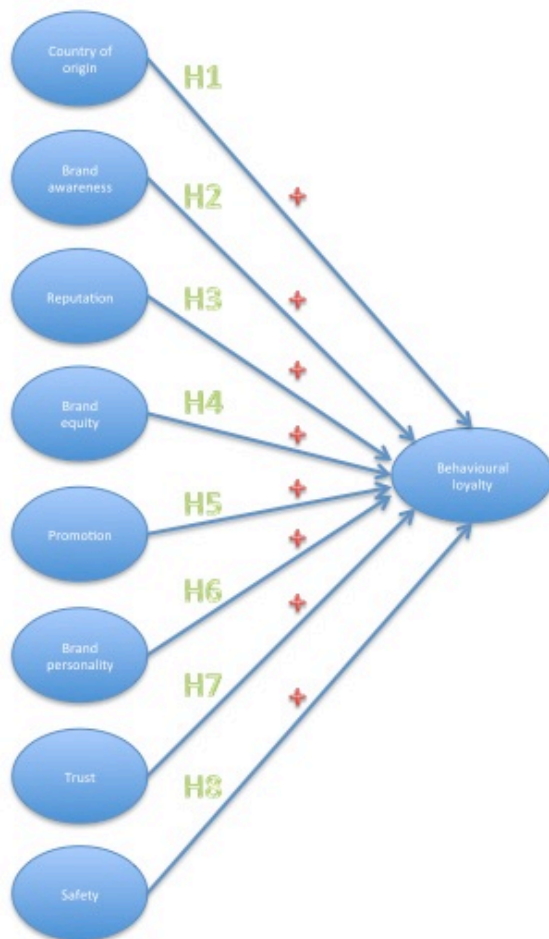 Country of
origin
H1
Brand
awareness
H2
+
Reputation
H3
+
+
Brand
equity
H4
+
Behavioural
loyalty
Promotion
H5
+
+
Brand
personality
H6
+
Trust
H7
+
Safety
H8